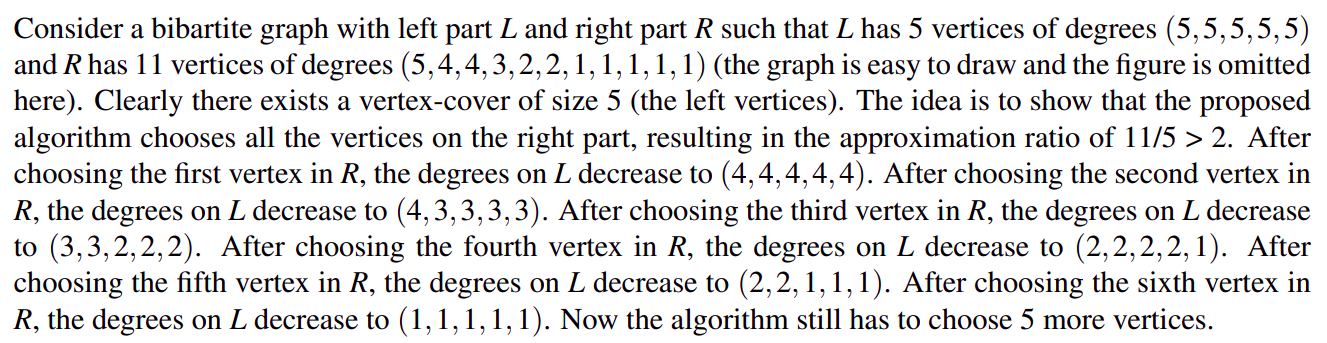 Consider a bibartite graph with left part L and right part R such that L has 5 vertices of degrees (5,5,5,5,5)
and R has 11 vertices of degrees (5,4,4,3,2,2,1,1,1,1,1) (the graph is easy to draw and the figure is omitted
here). Clearly there exists a vertex-cover of size 5 (the left vertices). The idea is to show that the proposed
algorithm chooses all the vertices on the right part, resulting in the approximation ratio of 11/5 > 2. After
choosing the first vertex in R, the degrees on L decrease to (4,4,4,4,4). After choosing the second vertex in
R, the degrees on L decrease to (4,3,3,3,3). After choosing the third vertex in R, the degrees on L decrease
to (3,3,2,2,2). After choosing the fourth vertex in R, the degrees on L decrease to (2,2,2,2,1). After
choosing the fifth vertex in R, the degrees on L decrease to (2,2,1,1,1). After choosing the sixth vertex in
R, the degrees on L decrease to (1,1,1,1,1). Now the algorithm still has to choose 5 more vertices.